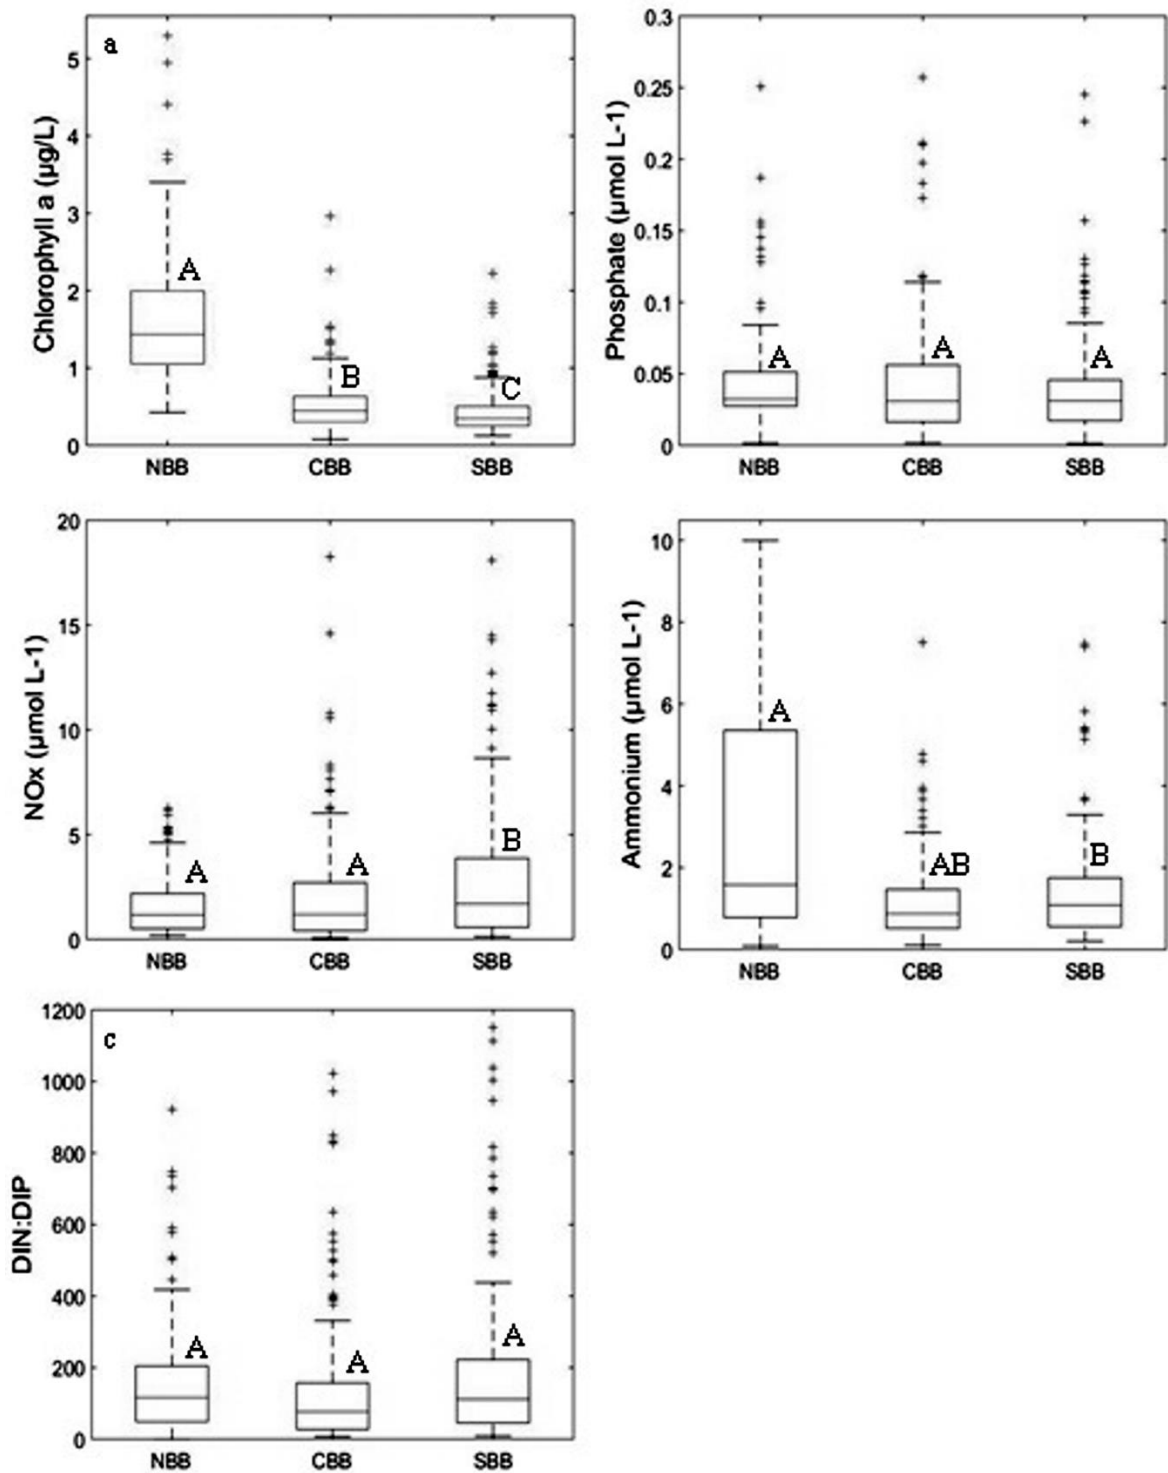 a
Chlorophyll a (µg/L)
5
4
3
2
1
0
A
B
C
NBB CBB SBB
Phosphate (µmol L-1)
0.3
0.25
0.2
0.15
0.1
0.05
0
A
A
A
NBB CBB SBB
NOx (µmol L-1)
20
15
10
5
0
A
A
B
NBB CBB SBB
Ammonium (µmol L-1)
10
8
6
4
2
0
A
AB
B
NBB CBB SBB
c
DIN:DIP
1200
1000
800
600
400
200
0
A
A
A
NBB CBB SBB